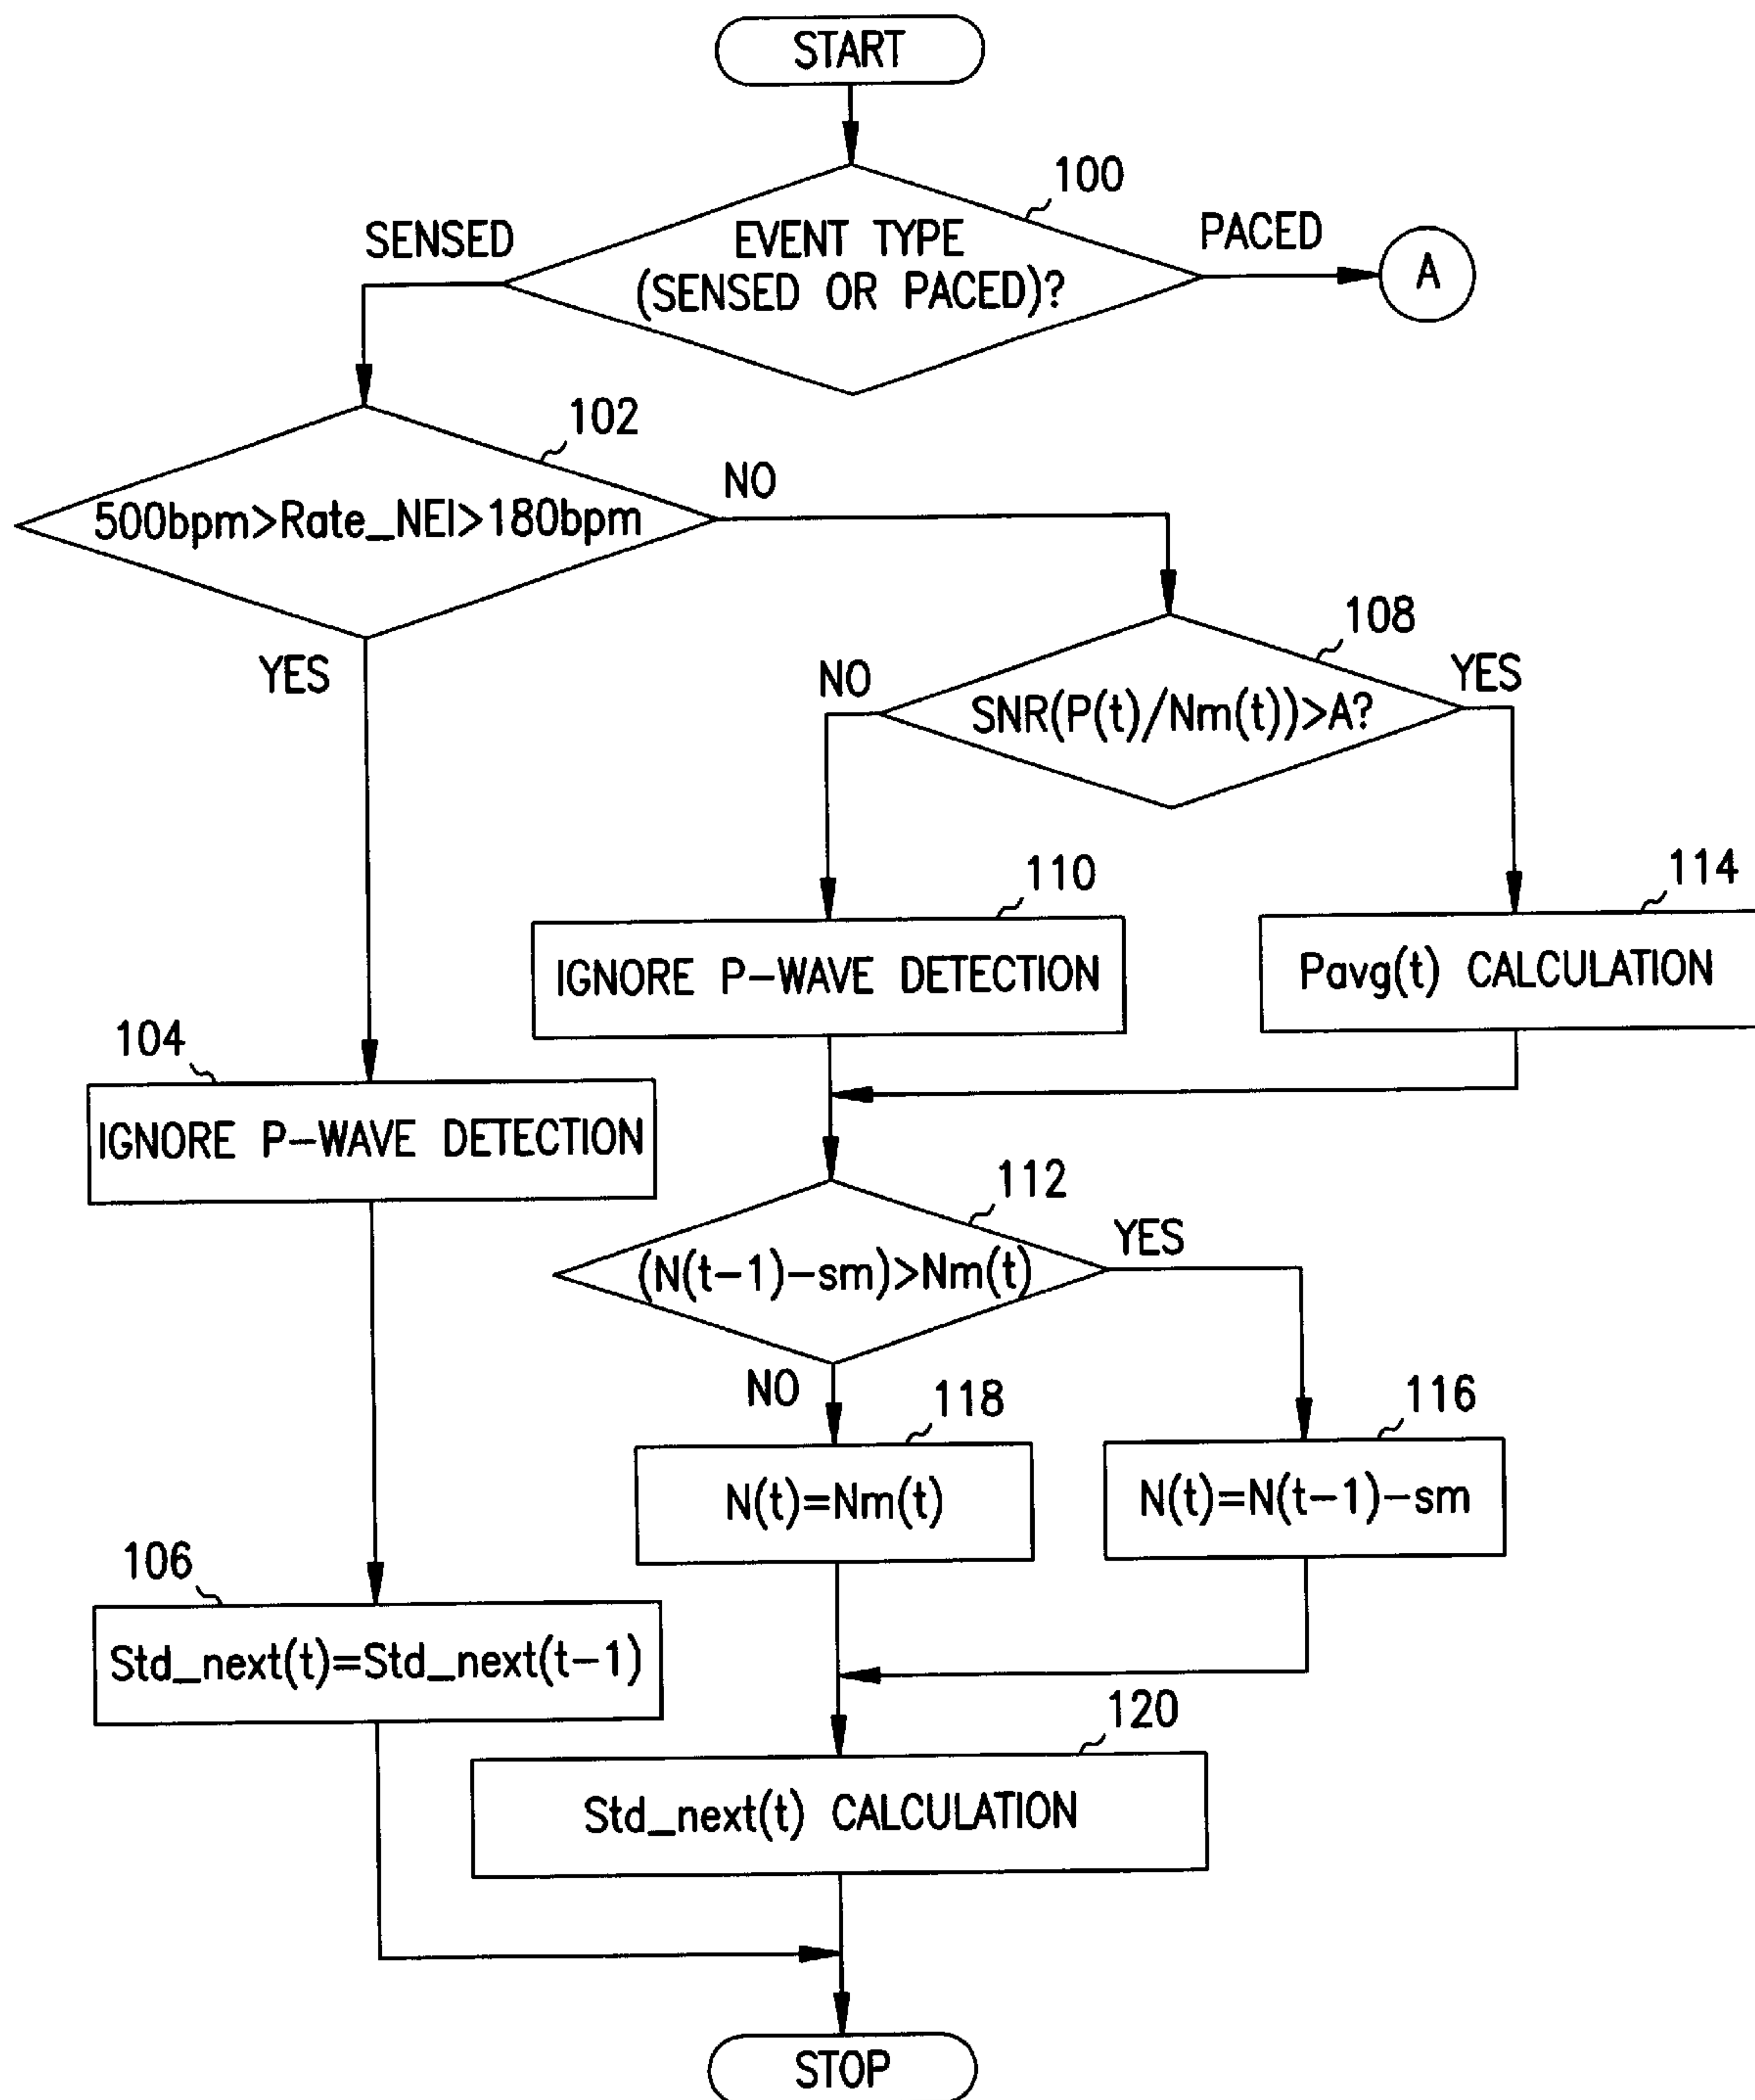 START
100
SENSED
EVENT TYPE
(SENSED OR PACED)?
PACED
A
102
500bpm>Rate_NEI>180bpm
NO
YES
108
NO
SNR(P(t)/Nm(t))>A?
YES
110
IGNORE P-WAVE DETECTION
114
Pavg(t) CALCULATION
104
IGNORE P-WAVE DETECTION
112
(N(t-1)-sm)>Nm(t)
YES
NO
118
N(t)=Nm(t)
116
N(t)=N(t-1)-sm
106
Std_next(t)=Std_next(t-1)
120
Std_next(t) CALCULATION
STOP